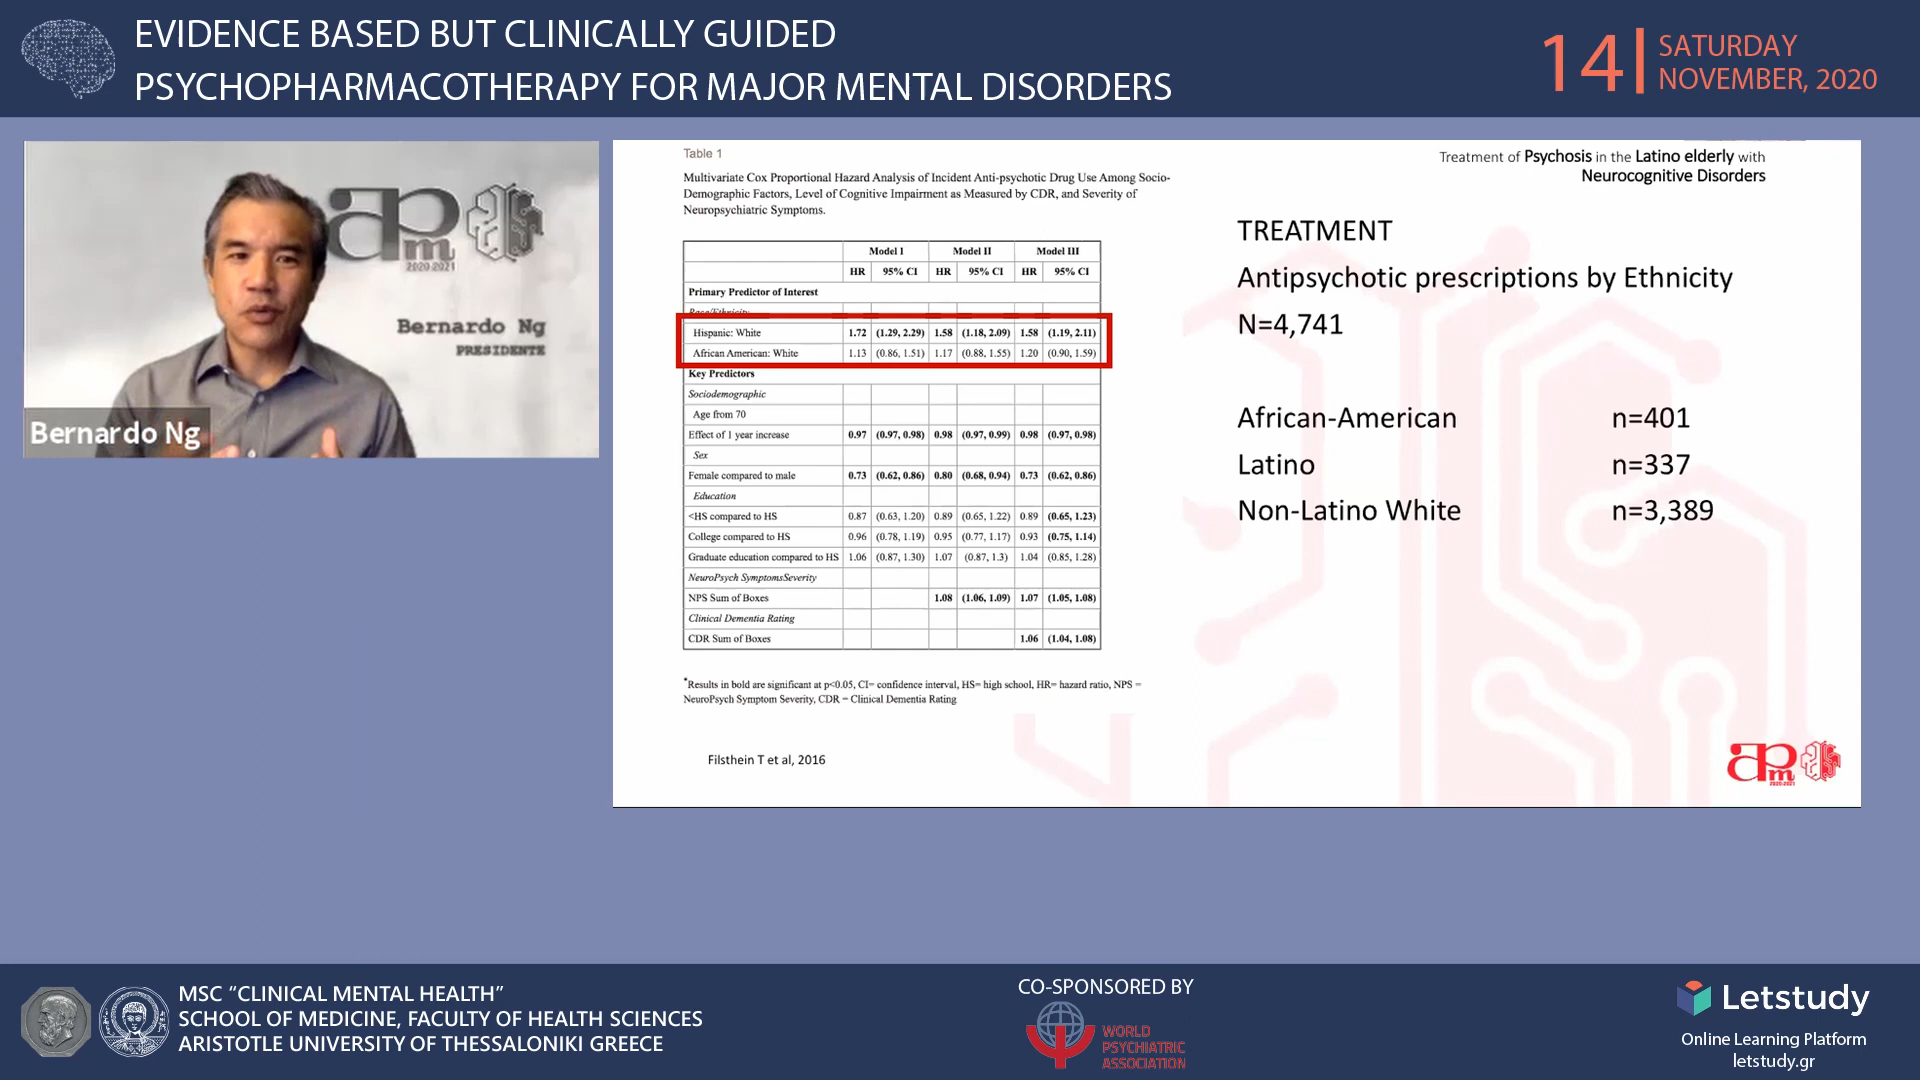 EVIDENCE BASED BUT CLINICALLY GUIDED
PSYCHOPHARMACOTHERAPY FOR MAJOR MENTAL DISORDERS
14 SATURDAY
NOVEMBER, 2020
apm
2020-2021
Bernardo Ng
PRESIDENTE
Bernardo Ng
Table 1
Multivariate Cox Proportional Hazard Analysis of Incident Anti-psychotic Drug Use Among Socio-
Demographic Factors, Level of Cognitive Impairment as Measured by CDR, and Severity of
Neuropsychiatric Symptoms.
Model I Model II Model III
HR 95% CI HR 95% CI HR 95% CI
Primary Predictor of Interest
Race/Ethnicity
Hispanic: White 1.72 (1.29, 2.29) 1.58 (1.18, 2.09) 1.58 (1.19, 2.11)
African American: White 1.13 (0.86, 1.51) 1.17 (0.88, 1.55) 1.20 (0.90, 1.59)
Key Predictors
Sociodemographic
Age from 70
Effect of 1 year increase 0.97 (0.97, 0.98) 0.98 (0.97, 0.99) 0.98 (0.97, 0.98)
Sex
Female compared to male 0.73 (0.62, 0.86) 0.80 (0.68, 0.94) 0.73 (0.62, 0.86)
Education
<HS compared to HS 0.87 (0.63, 1.20) 0.89 (0.65, 1.22) 0.89 (0.65, 1.23)
College compared to HS 0.96 (0.78, 1.19) 0.95 (0.77, 1.17) 0.93 (0.75, 1.14)
Graduate education compared to HS 1.06 (0.87, 1.30) 1.07 (0.87, 1.3) 1.04 (0.85, 1.28)
NeuroPsych SymptomsSeverity
NPS Sum of Boxes 1.08 (1.06, 1.09) 1.07 (1.05, 1.08)
Clinical Dementia Rating
CDR Sum of Boxes 1.06 (1.04, 1.08)
*Results in bold are significant at p<0.05, CI= confidence interval, HS= high school, HR= hazard ratio, NPS =
NeuroPsych Symptom Severity, CDR = Clinical Dementia Rating
Filsthein T et al, 2016
Treatment of Psychosis in the Latino elderly with
Neurocognitive Disorders
TREATMENT
Antipsychotic prescriptions by Ethnicity
N=4,741
African-American n=401
Latino n=337
Non-Latino White n=3,389
apm
2020-2021
MSC “CLINICAL MENTAL HEALTH”
SCHOOL OF MEDICINE, FACULTY OF HEALTH SCIENCES
ARISTOTLE UNIVERSITY OF THESSALONIKI GREECE
CO-SPONSORED BY
WORLD
PSYCHIATRIC
ASSOCIATION
Letstudy
Online Learning Platform
letstudy.gr